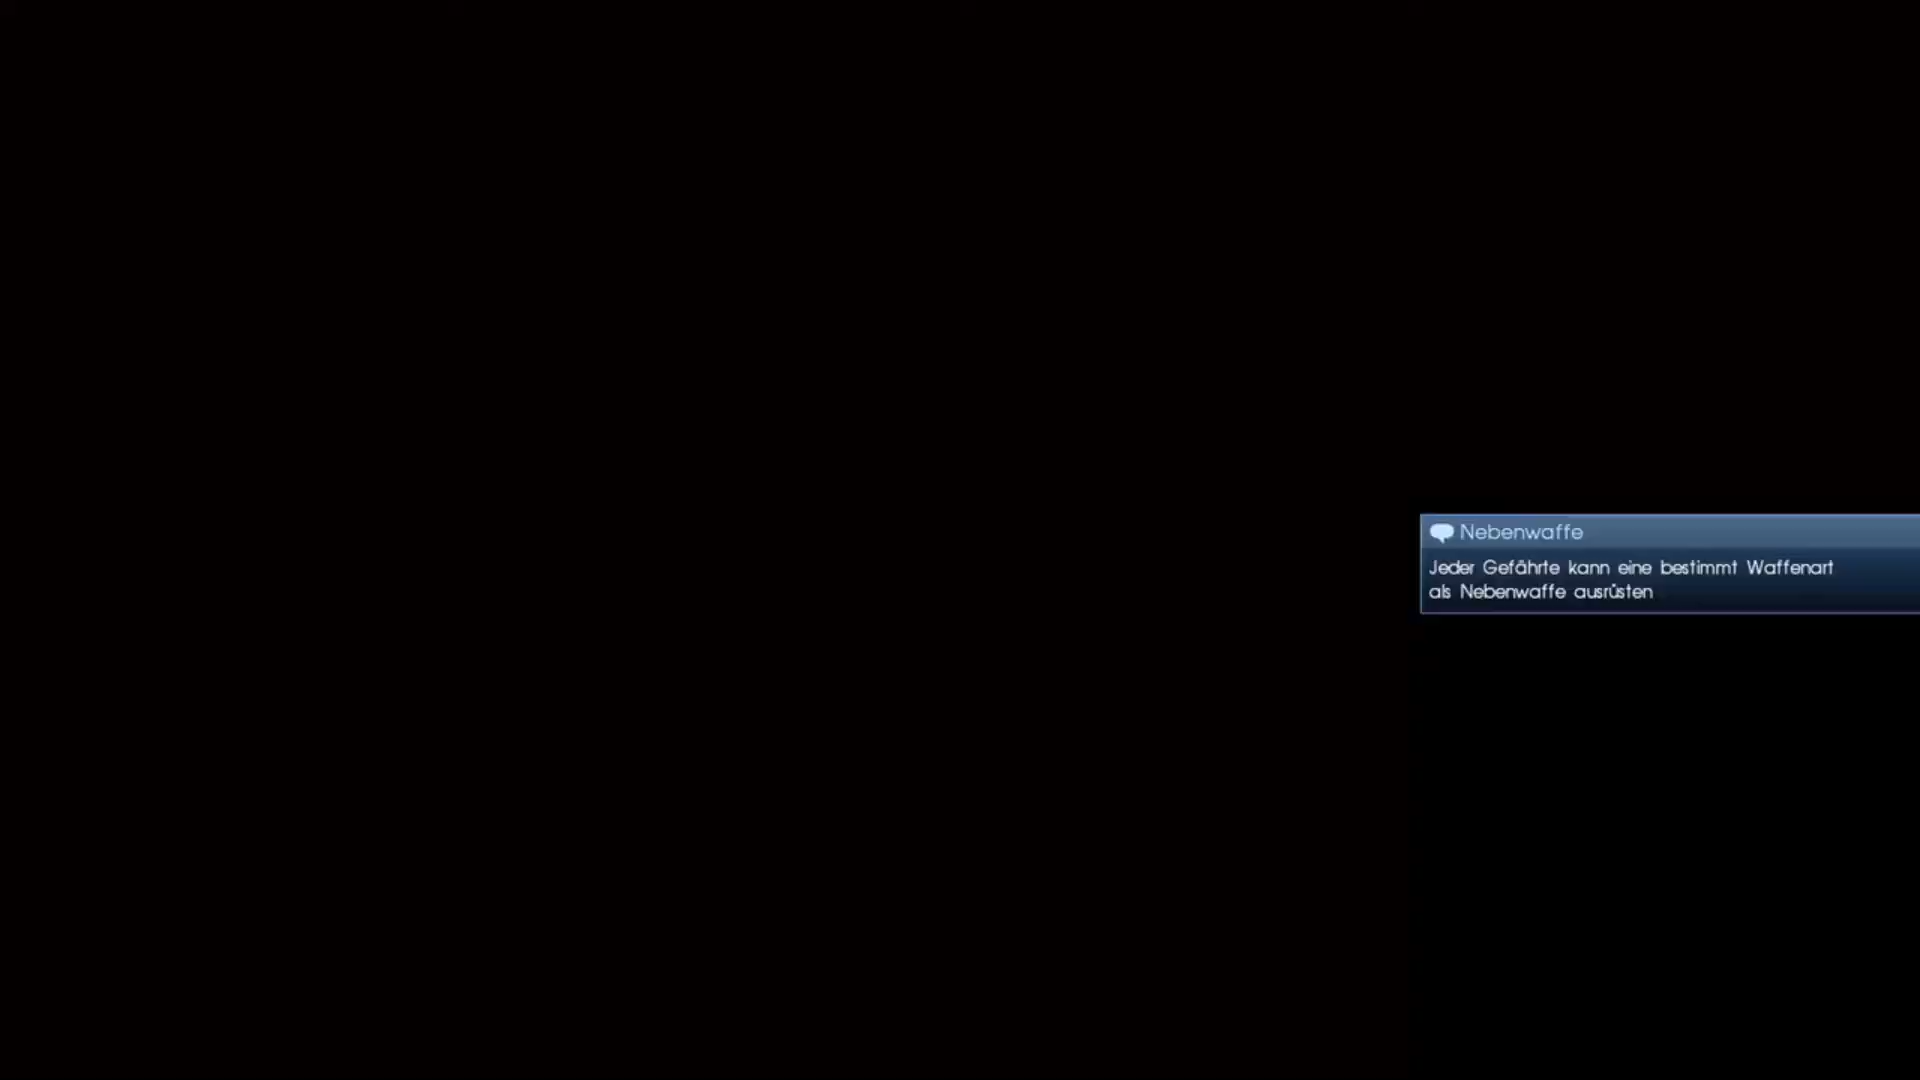 Nebenwaffe
Jeder Gefährte kann eine bestimmt Waffenart
als Nebenwaffe ausrüsten